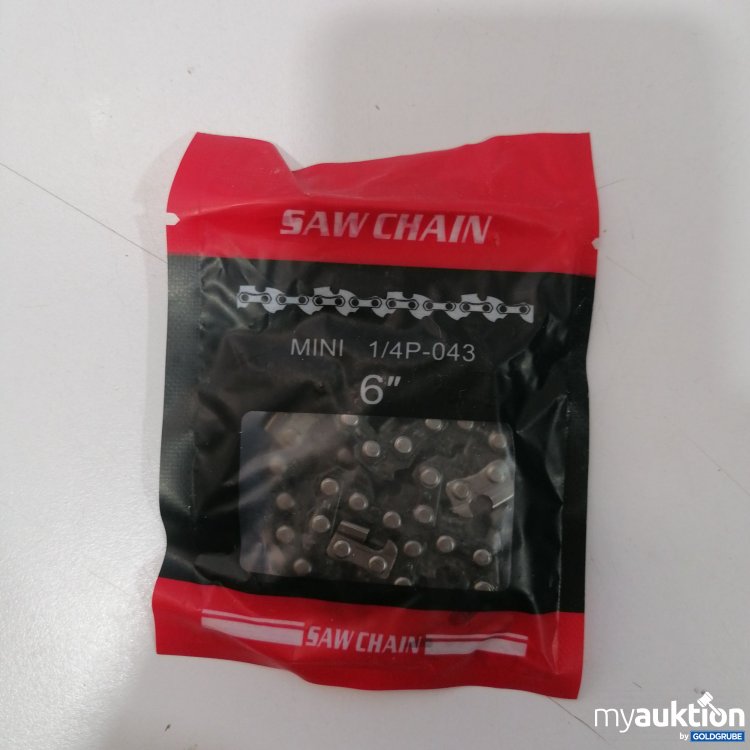 SAW CHAIN
MINI 1/4P-043
6"
SAW CHAIN
myauktion
by GOLDGRUBE